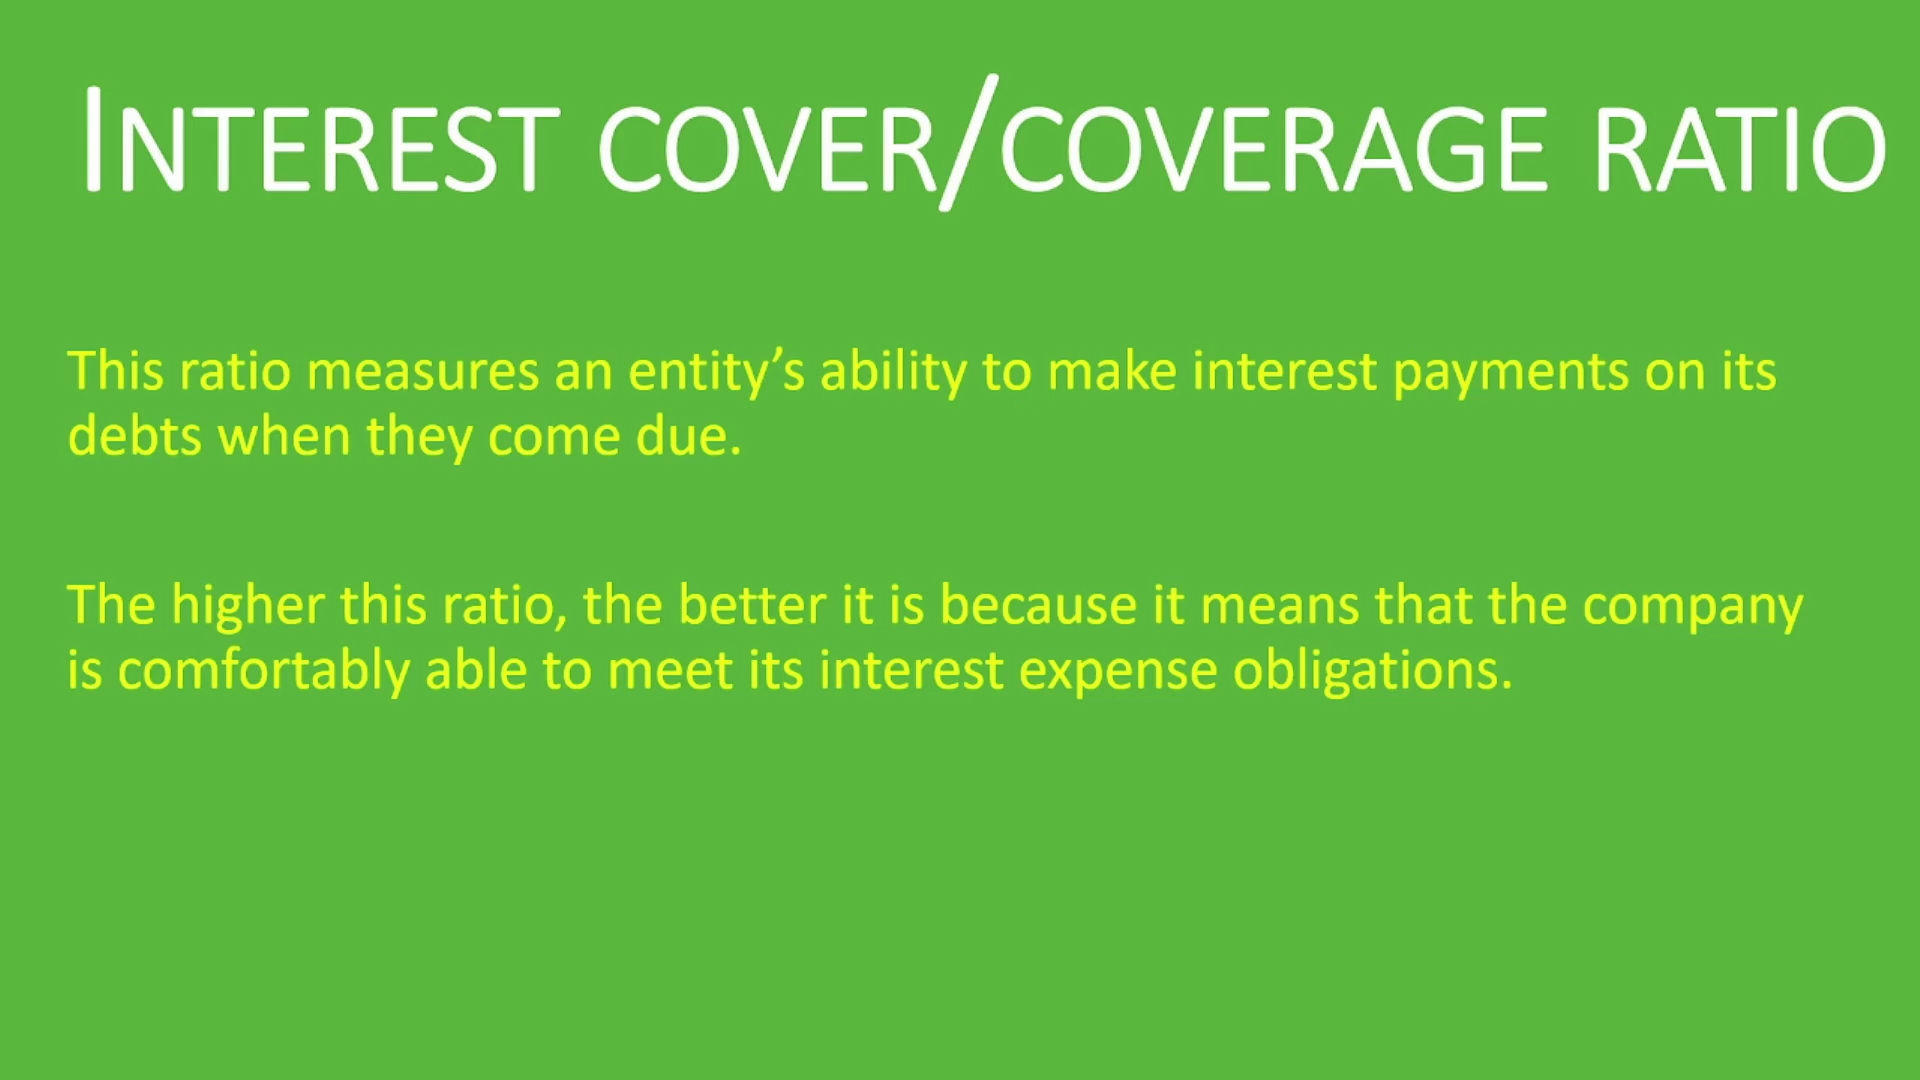 INTEREST COVER/COVERAGE RATIO
This ratio measures an entity’s ability to make interest payments on its
debts when they come due.
The higher this ratio, the better it is because it means that the company
is comfortably able to meet its interest expense obligations.